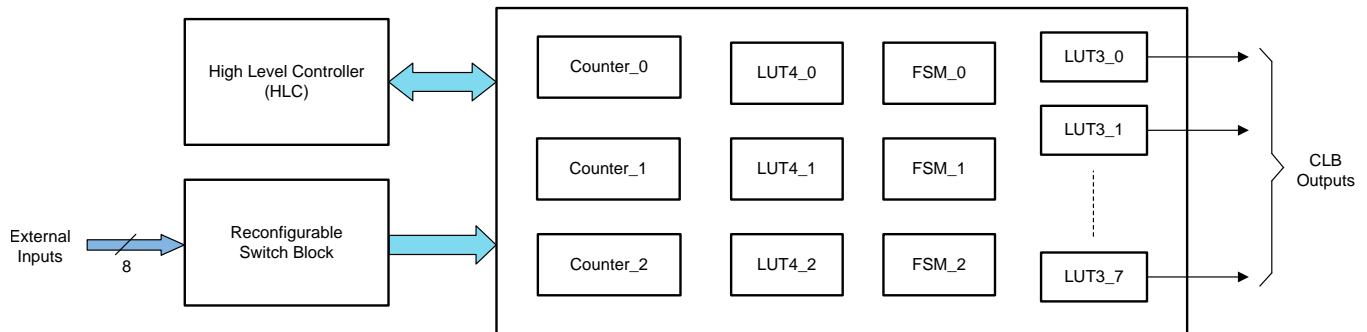 High Level Controller
(HLC)
Reconfigurable
Switch Block
External
Inputs
8
Counter_0
LUT4_0
FSM_0
LUT3_0
Counter_1
LUT4_1
FSM_1
LUT3_1
Counter_2
LUT4_2
FSM_2
LUT3_7
CLB
Outputs